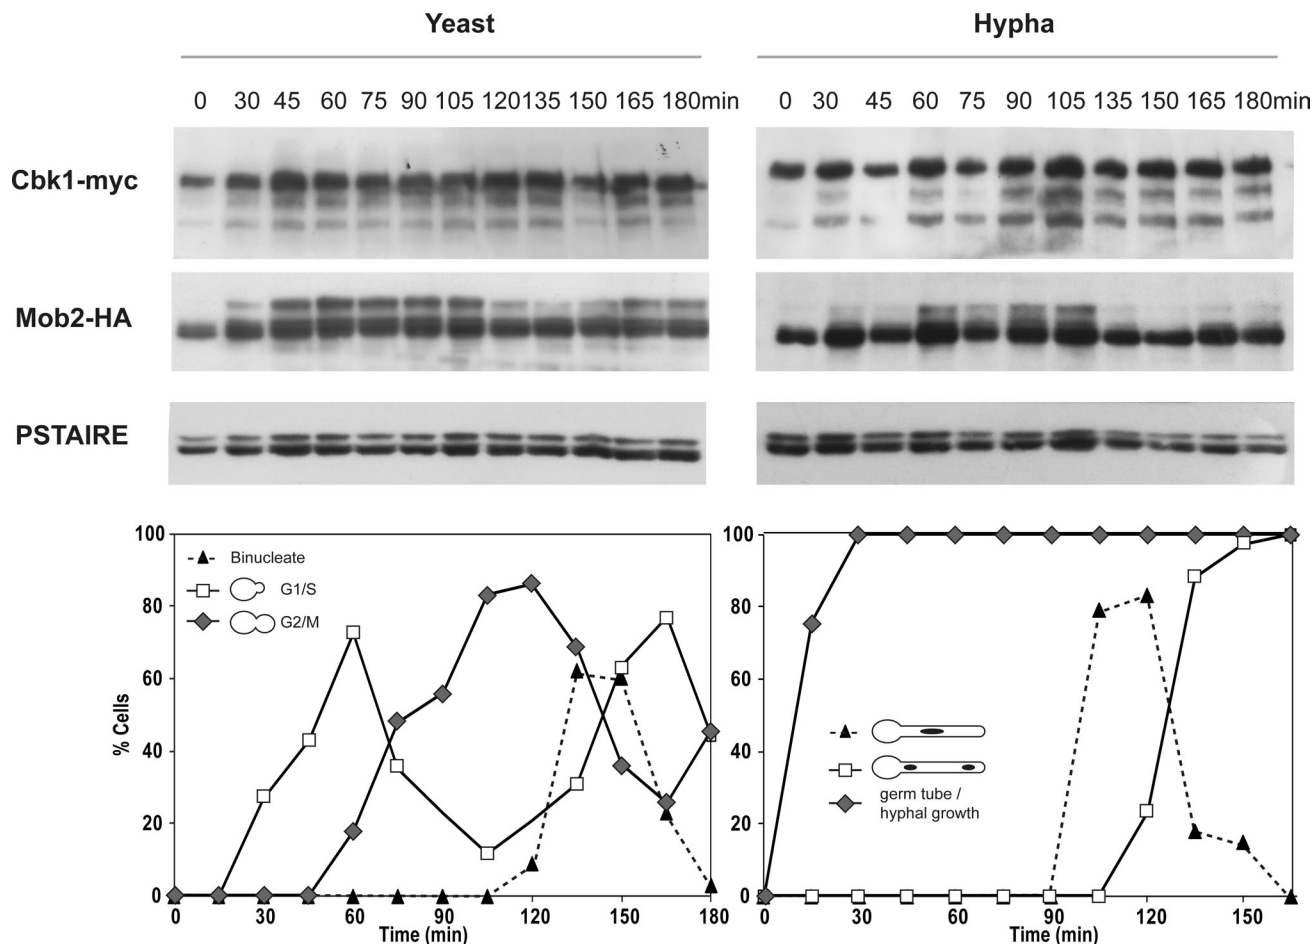 Yeast
Hypha
0 30 45 60 75 90 105 120 135 150 165 180min
0 30 45 60 75 90 105 135 150 165 180min
Cbk1-myc
Mob2-HA
PSTAIRE
100
80
60
40
20
0
% Cells
Binucleate
G1/S
G2/M
0 30 60 90 120 150 180
Time (min)
100
80
60
40
20
0
germ tube /
hyphal growth
0 30 60 90 120 150
Time (min)